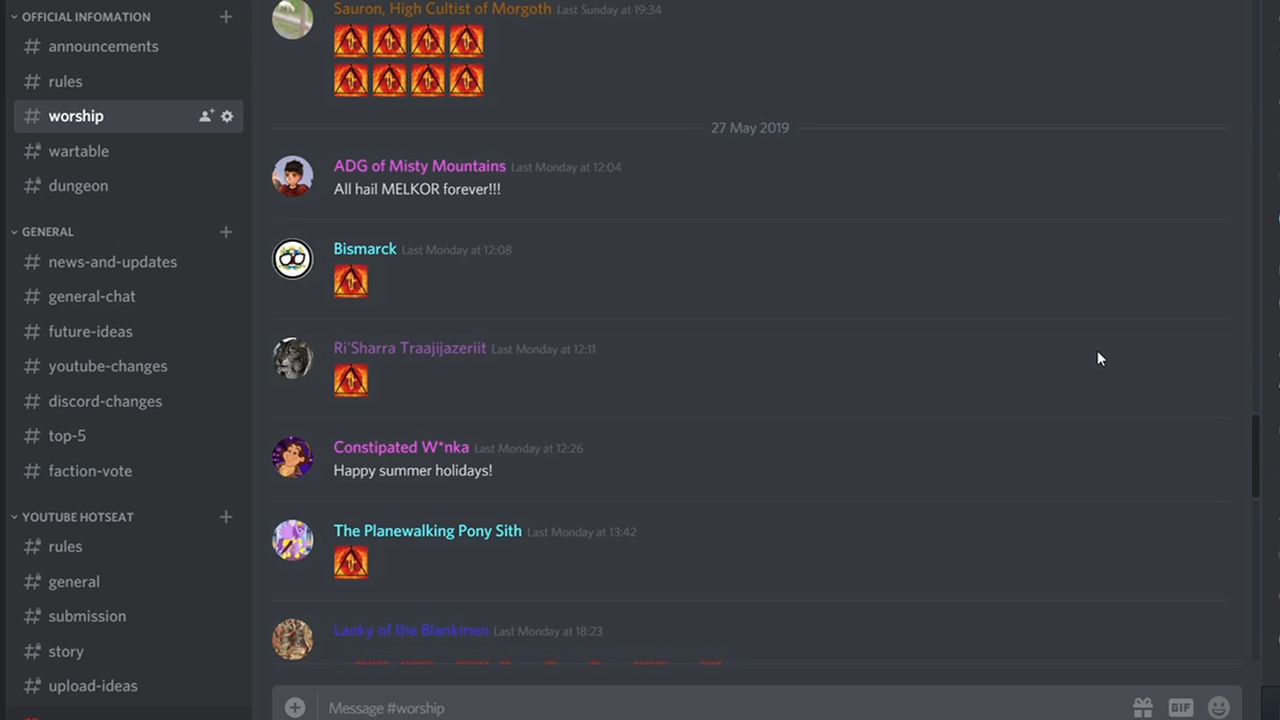 OFFICIAL INFOMATION
announcements
rules
worship
wartable
dungeon
GENERAL
news-and-updates
general-chat
future-ideas
youtube-changes
discord-changes
top-5
faction-vote
YOUTUBE HOTSEAT
rules
general
submission
story
upload-ideas
Sauron, High Cultist of Morgoth Last Sunday at 19:34
27 May 2019
ADG of Misty Mountains Last Monday at 12:04
All hail MELKOR forever!!!
Bismarck Last Monday at 12:08
Ri'Sharra Traajijazeriit Last Monday at 12:11
Constipated W*nka Last Monday at 12:26
Happy summer holidays!
The Planewalking Pony Sith Last Monday at 13:42
Lanky of the Blankmen Last Monday at 18:23
Message #worship
GIF